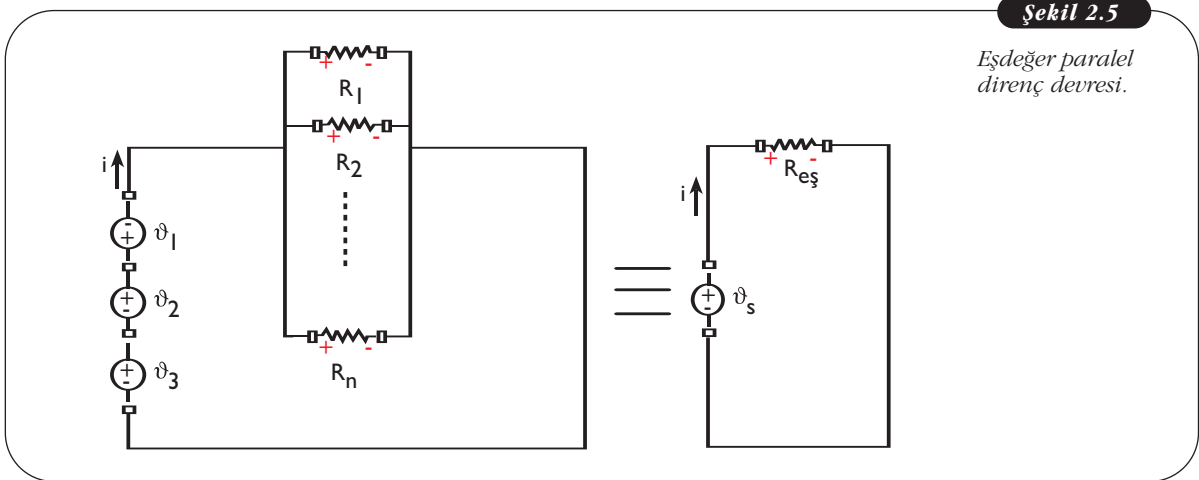 Şekil 2.5
Eşdeğer paralel
direnç devresi.
+ -
R1
+ -
R2
i
-
+
ϑ1
+
-
ϑ2
+
-
ϑ3
+ -
Rn
+ -
Reş
i
+
-
ϑs